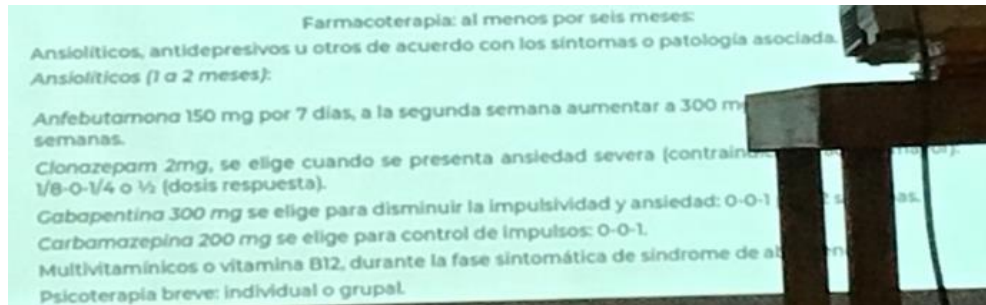 Farmacoterapia: al menos por seis meses:
Ansiolíticos, antidepresivos u otros de acuerdo con los síntomas o patología asociada.
Ansiolíticos (1 a 2 meses):
Anfebutamona 150 mg por 7 días, a la segunda semana aumentar a 300
semanas.
Clonazepam 2mg, se elige cuando se presenta ansiedad severa
1/8-0-1/4 o ½ (dosis respuesta).
Gabapentina 300 mg se elige para disminuir la impulsividad y ansiedad: 0-0-1
Carbamazepina 200 mg se elige para control de impulsos: 0-0-1.
Multivitamínicos o vitamina B12, durante la fase sintomática de síndrome de
Psicoterapia breve: individual o grupal.